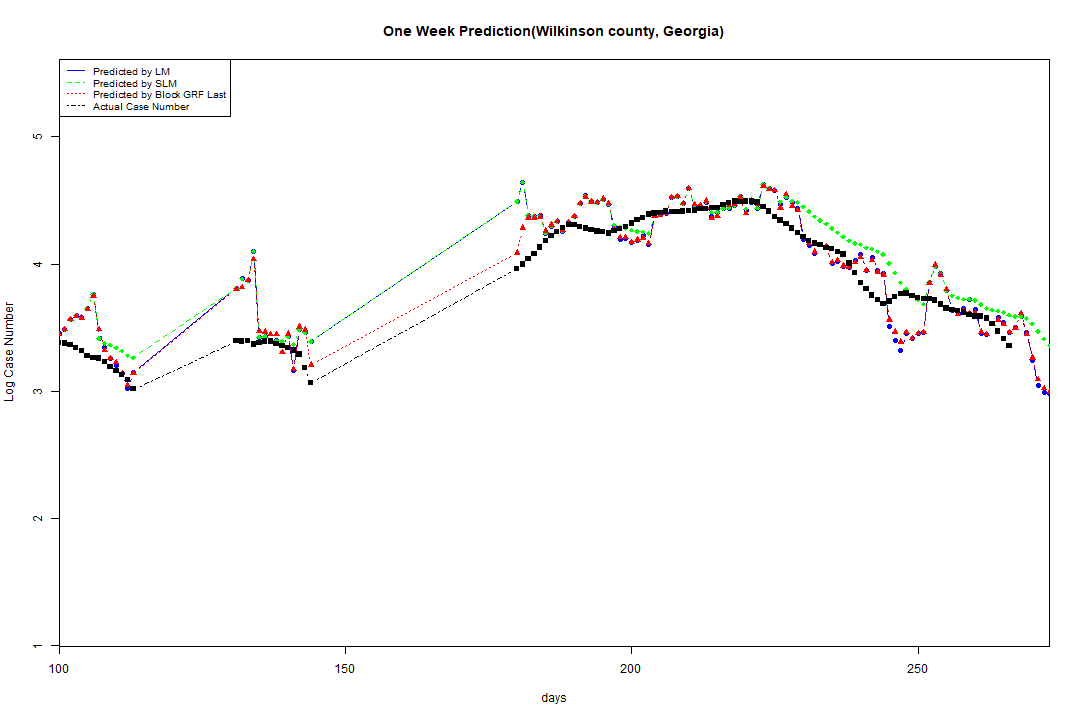 One Week Prediction(Wilkinson county, Georgia)
Predicted by LM
Predicted by SLM
Predicted by Block GRF Last
Actual Case Number
Log Case Number
5
4
3
2
1
100 150 200 250
days